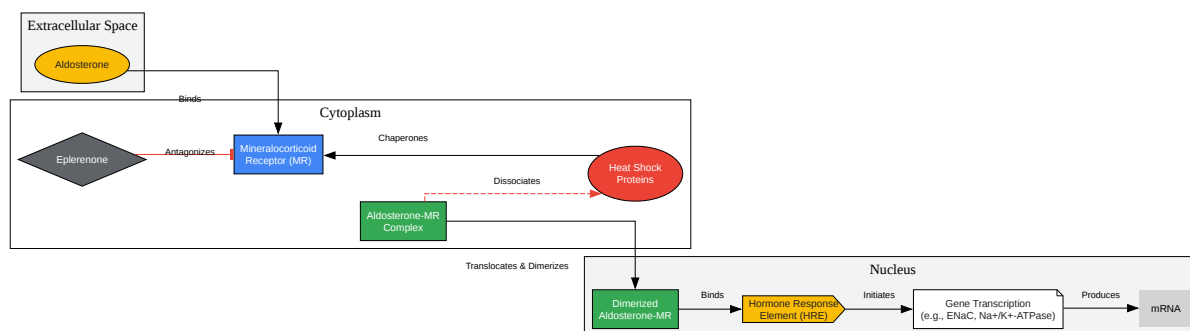 Extracellular Space
Aldosterone
Binds
Cytoplasm
Eplerenone
Antagonizes
Mineralocorticoid
Receptor (MR)
Chaperones
Heat Shock
Proteins
Dissociates
Aldosterone-MR
Complex
Translocates & Dimerizes
Nucleus
Dimerized
Aldosterone-MR
Binds
Hormone Response
Element (HRE)
Initiates
Gene Transcription
(e.g., ENaC, Na+/K+-ATPase)
Produces
mRNA